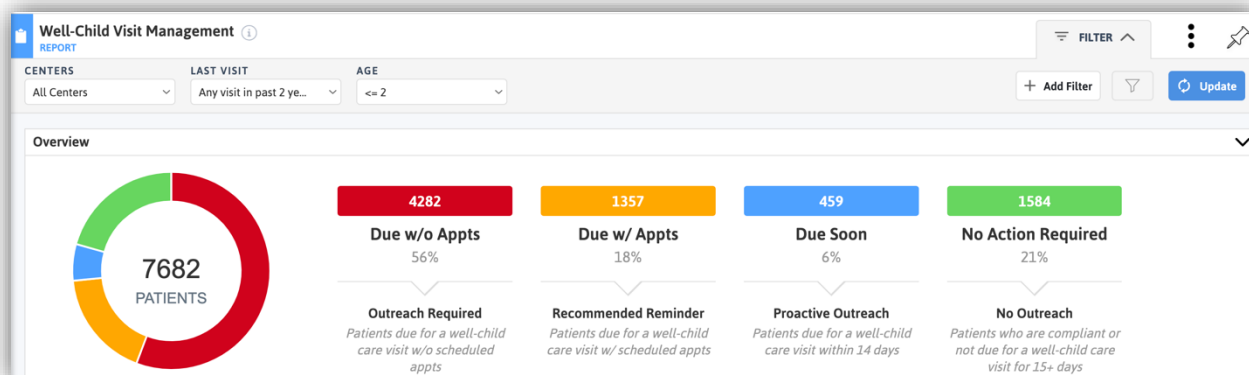 Well-Child Visit Management
REPORT
FILTER
CENTERS
LAST VISIT
AGE
All Centers
Any visit in past 2 ye...
<= 2
+ Add Filter
Update
Overview
7682
PATIENTS
4282
Due w/o Appts
56%
Outreach Required
Patients due for a well-child
care visit w/o scheduled
appts
1357
Due w/ Appts
18%
Recommended Reminder
Patients due for a well-child
care visit w/ scheduled appts
459
Due Soon
6%
Proactive Outreach
Patients due for a well-child
care visit within 14 days
1584
No Action Required
21%
No Outreach
Patients who are compliant or
not due for a well-child care
visit for 15+ days